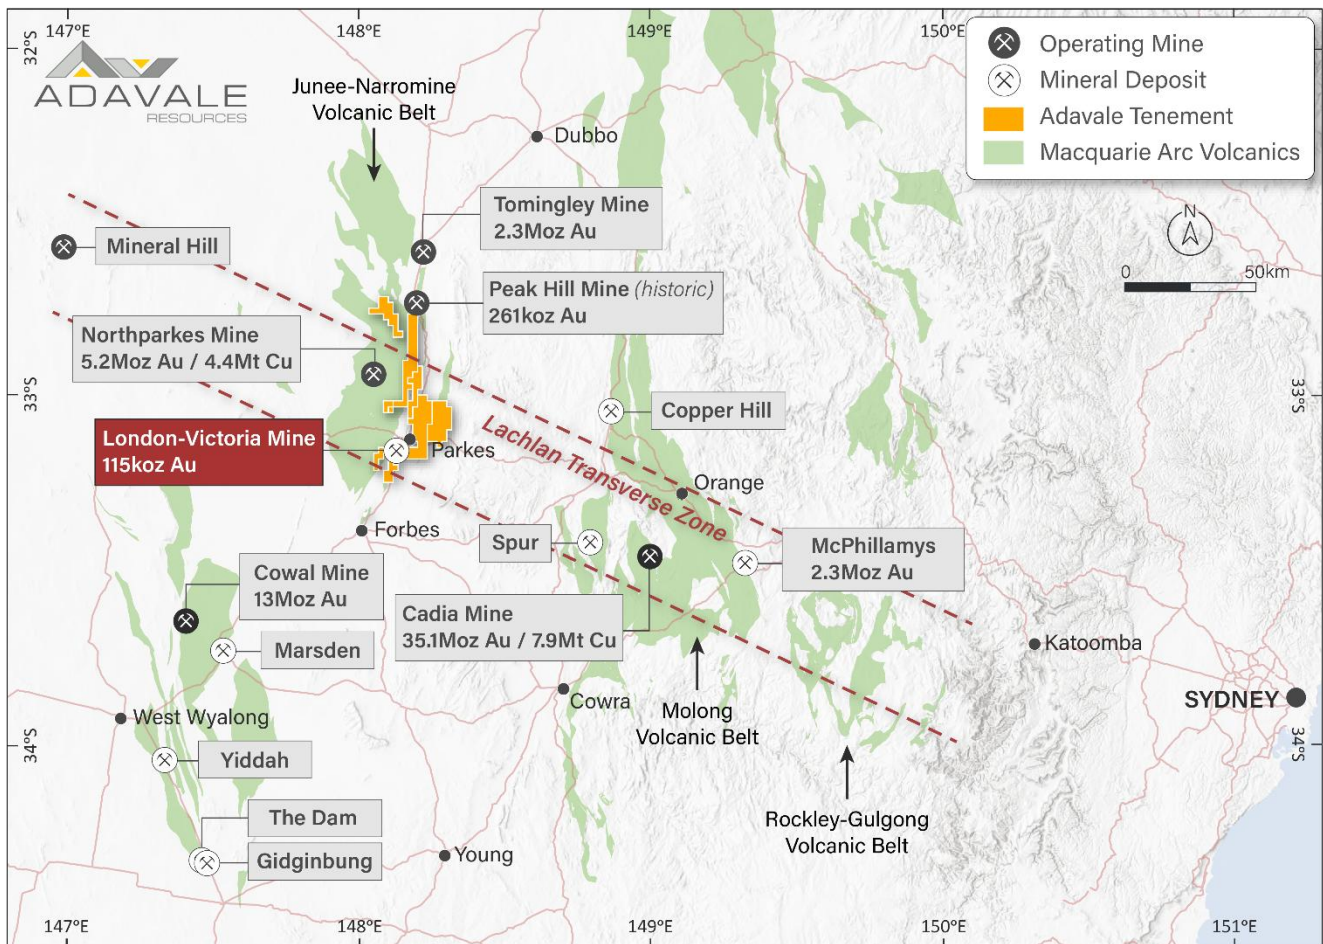 147°E
148°E
149°E
150°E
32°S
33°S
34°S
33°S
34°S
ADAVALE
RESOURCES
Operating Mine
Mineral Deposit
Adavale Tenement
Macquarie Arc Volcanics
N
0
50km
Junee-Narromine
Volcanic Belt
Dubbo
Tomingley Mine
2.3Moz Au
Mineral Hill
Peak Hill Mine (historic)
261koz Au
Northparkes Mine
5.2Moz Au / 4.4Mt Cu
London-Victoria Mine
115koz Au
Parkes
Copper Hill
Lachlan Transverse Zone
Orange
Forbes
Spur
McPhillamys
2.3Moz Au
Cowal Mine
13Moz Au
Cadia Mine
35.1Moz Au / 7.9Mt Cu
Marsden
Katoomba
SYDNEY
Cowra
West Wyalong
Molong
Volcanic Belt
Yiddah
The Dam
Gidginbung
Rockley-Gulgong
Volcanic Belt
Young
147°E
148°E
149°E
150°E
151°E